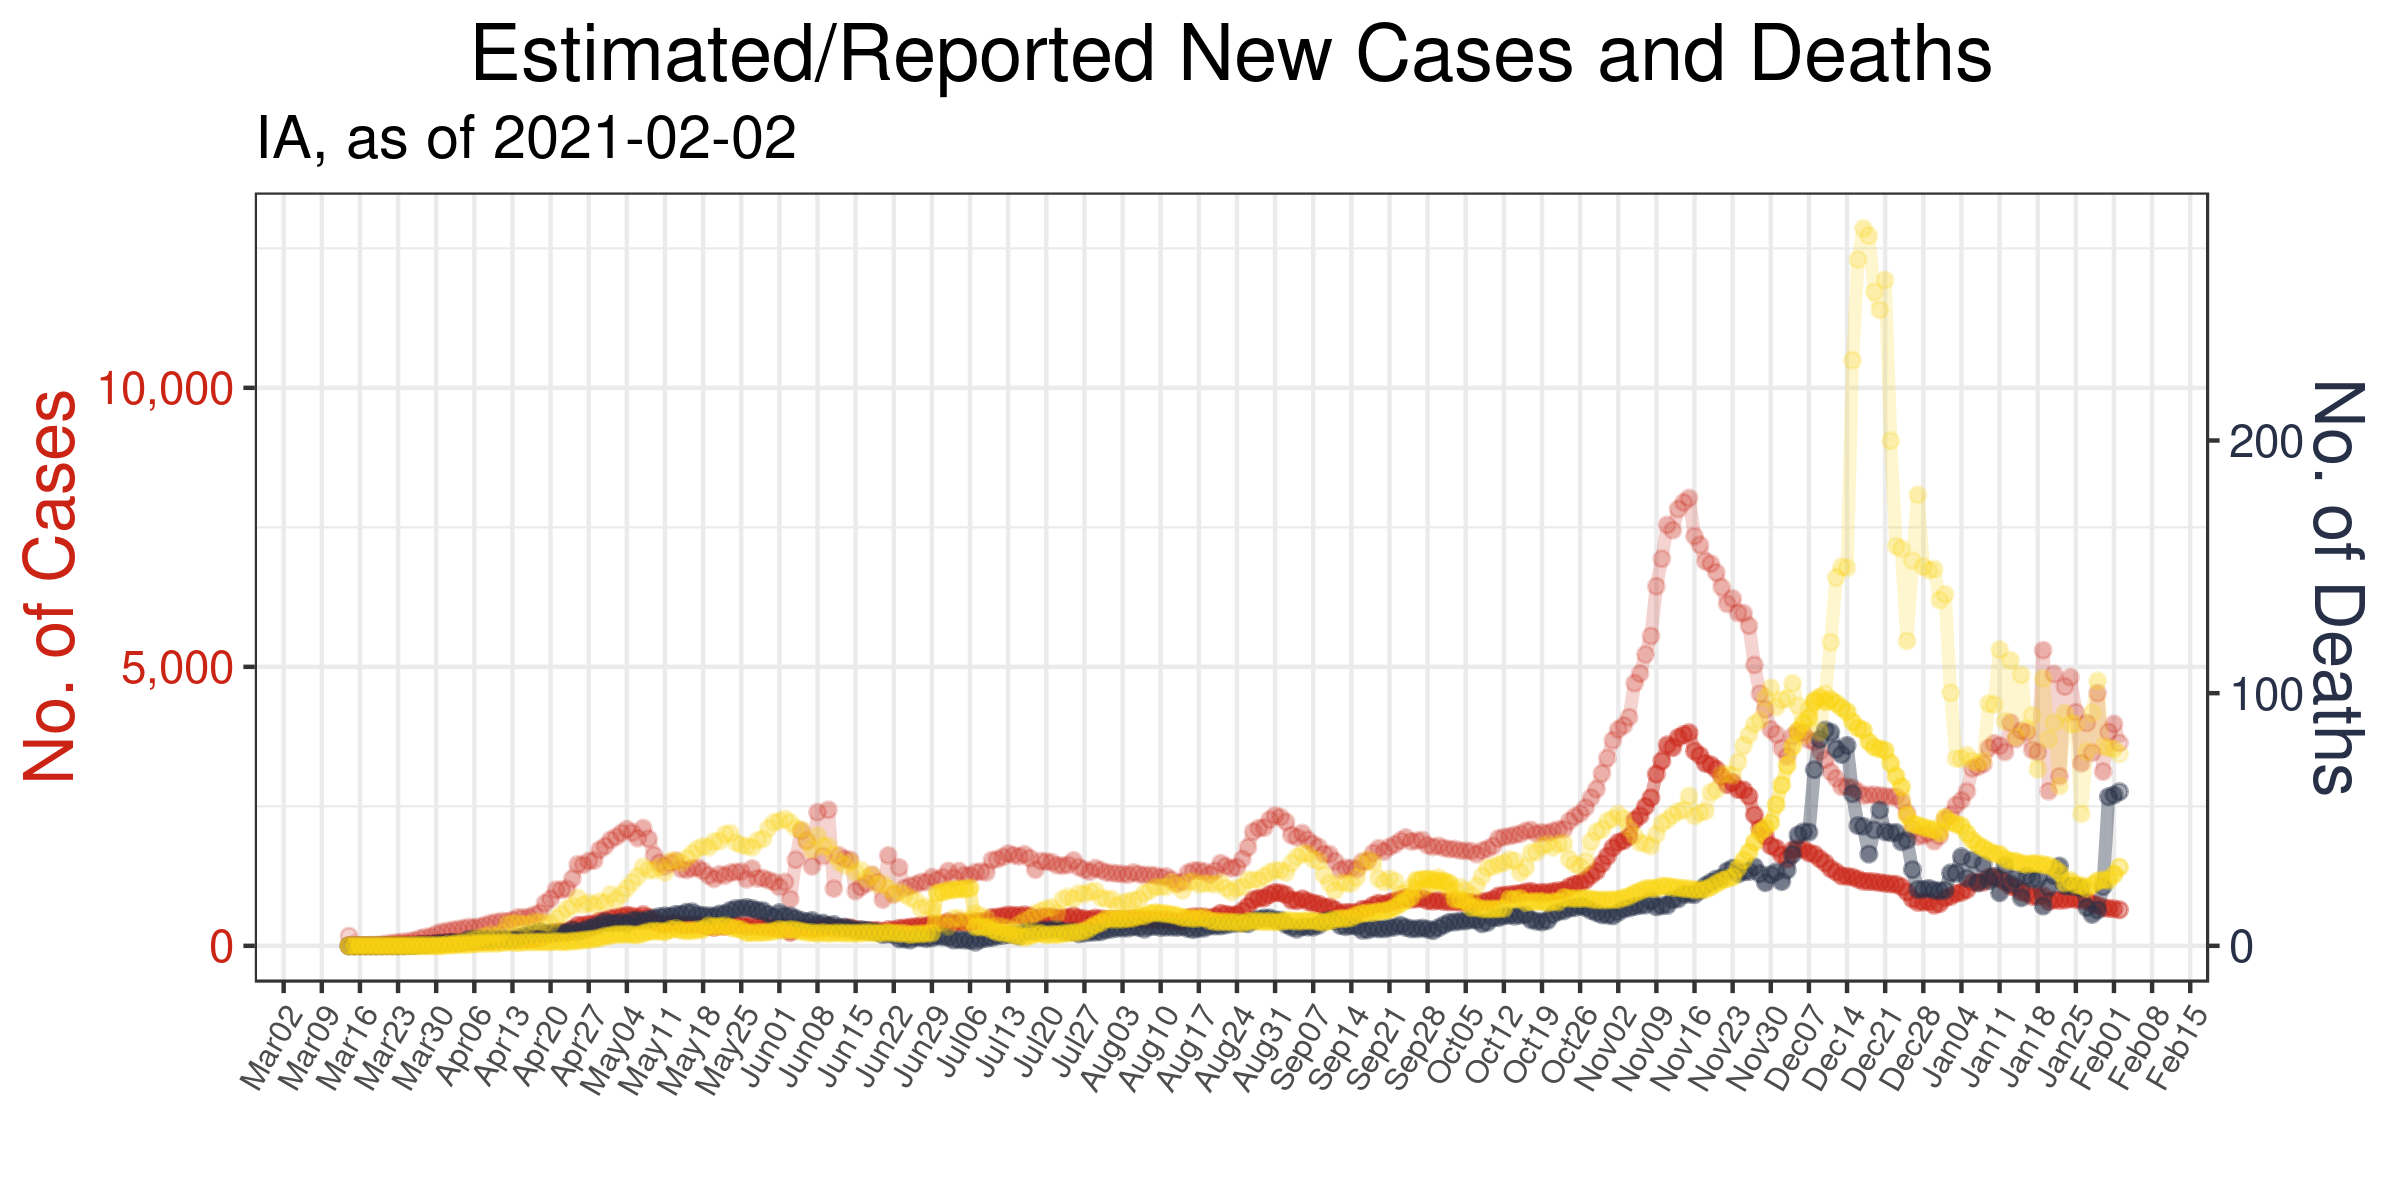 Estimated/Reported New Cases and Deaths
IA, as of 2021-02-02
No. of Cases
10,000
5,000
0
No. of Deaths
200
100
0
Mar02
Mar09
Mar16
Mar23
Mar30
Apr06
Apr13
Apr20
Apr27
May04
May11
May18
May25
Jun01
Jun08
Jun15
Jun22
Jun29
Jul06
Jul13
Jul20
Jul27
Aug03
Aug10
Aug17
Aug24
Aug31
Sep07
Sep14
Sep21
Sep28
Oct05
Oct12
Oct19
Oct26
Nov02
Nov09
Nov16
Nov23
Nov30
Dec07
Dec14
Dec21
Dec28
Jan04
Jan11
Jan18
Jan25
Feb01
Feb08
Feb15